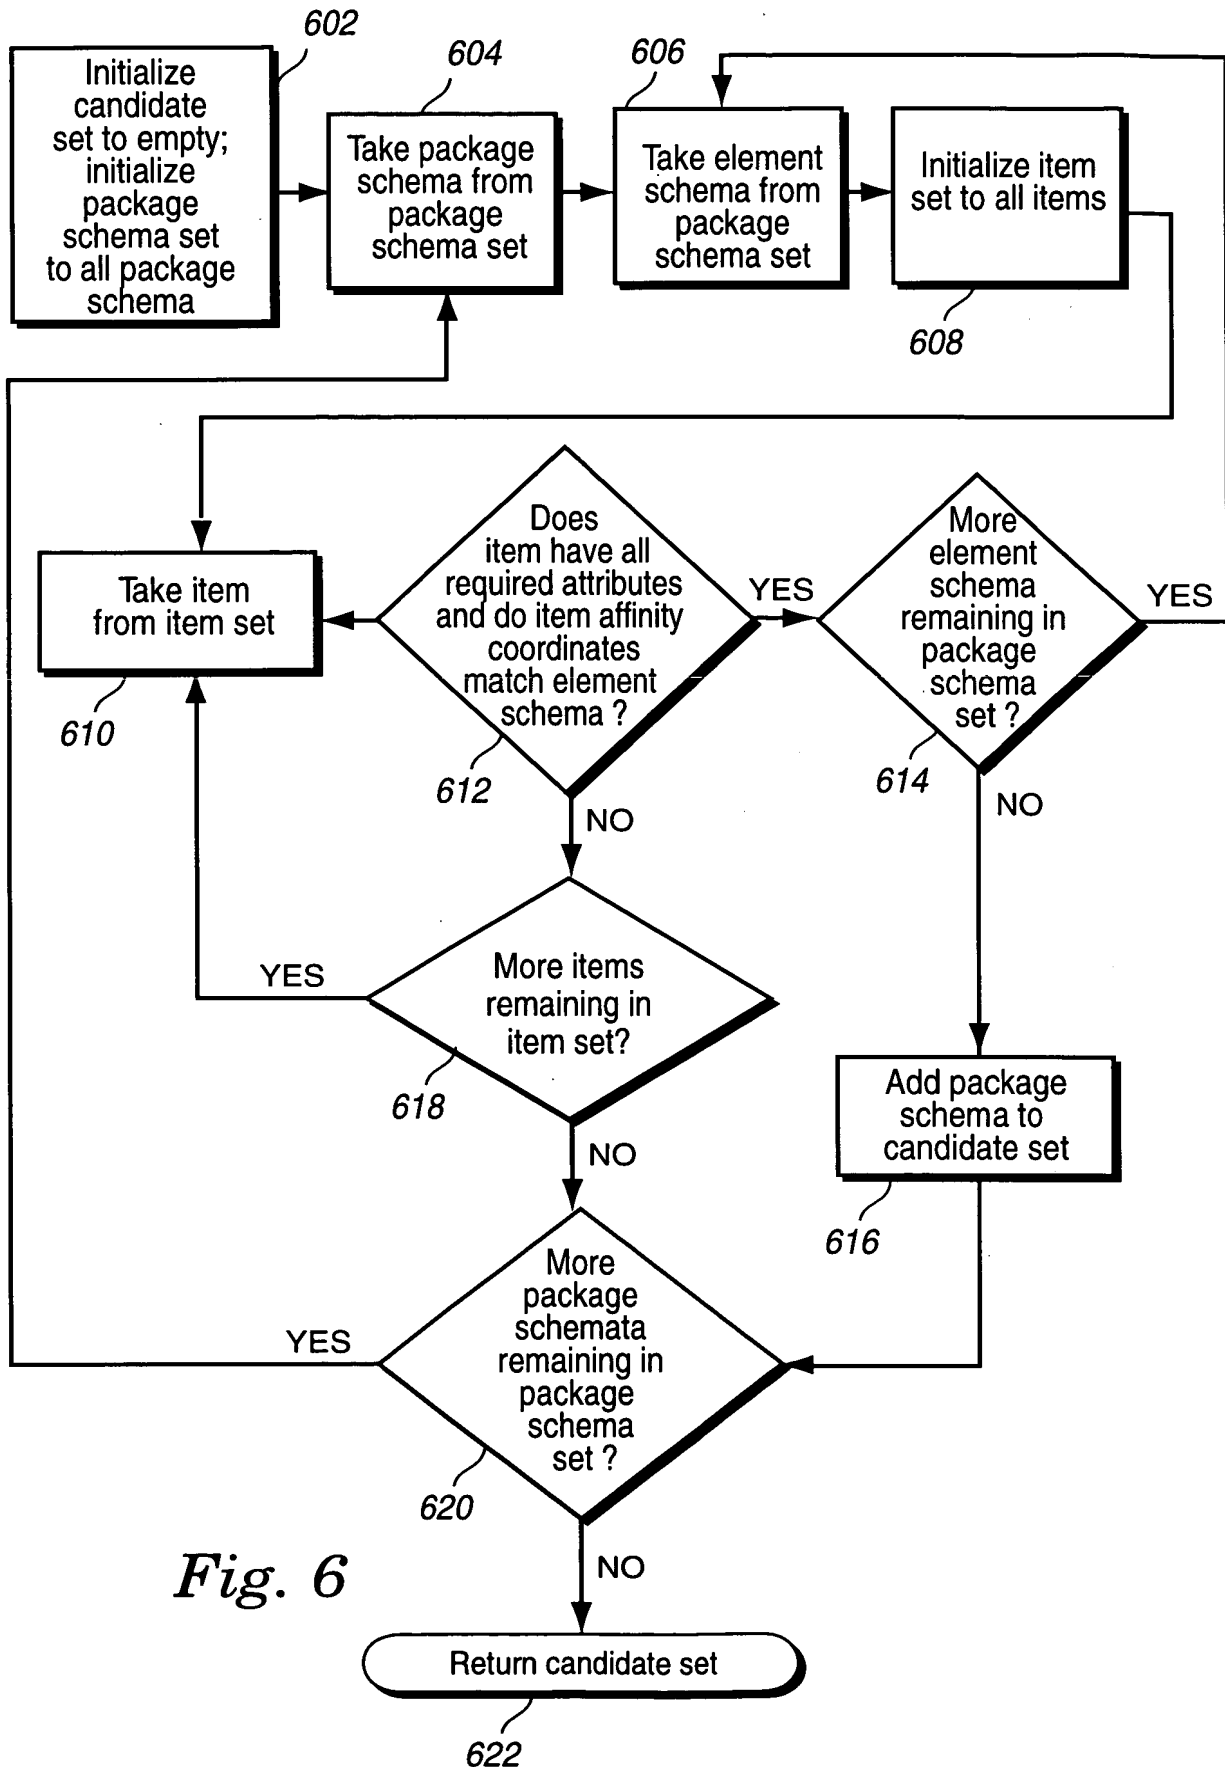 602
Initialize
candidate
set to empty;
initialize
package
schema set
to all package
schema
604
Take package
schema from
package
schema set
606
Take element
schema from
package
schema set
Initialize item
set to all items
608
Take item
from item set
610
Does
item have all
required attributes
and do item affinity
coordinates
match element
schema ?
612
YES
NO
More
element
schema
remaining in
package
schema
set ?
614
YES
NO
More items
remaining in
item set?
618
YES
NO
Add package
schema to
candidate set
616
More
package
schemata
remaining in
package
schema
set ?
620
YES
NO
Fig. 6
Return candidate set
622